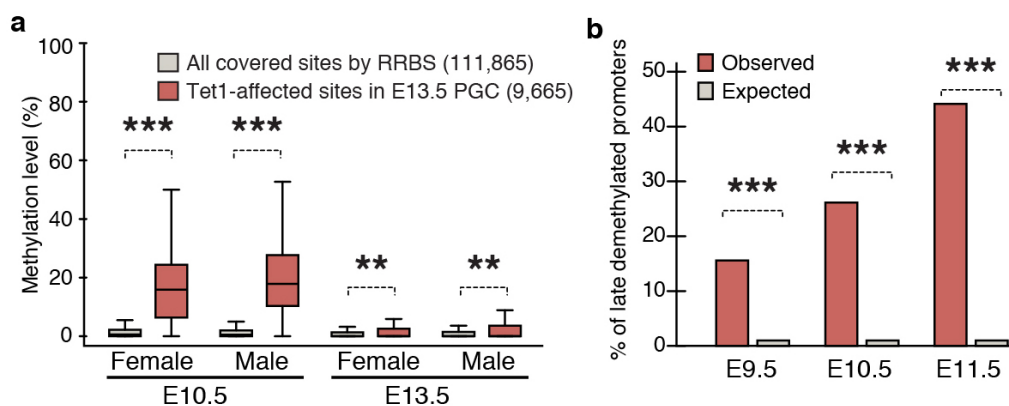 a
Methylation level (%)
100
80
60
40
20
0
All covered sites by RRBS (111,865)
Tet1-affected sites in E13.5 PGC (9,665)
*** *** ** **
Female Male Female Male
E10.5 E13.5
b
% of late demethylated promoters
50
40
30
20
10
0
Observed
Expected
*** *** ***
E9.5 E10.5 E11.5